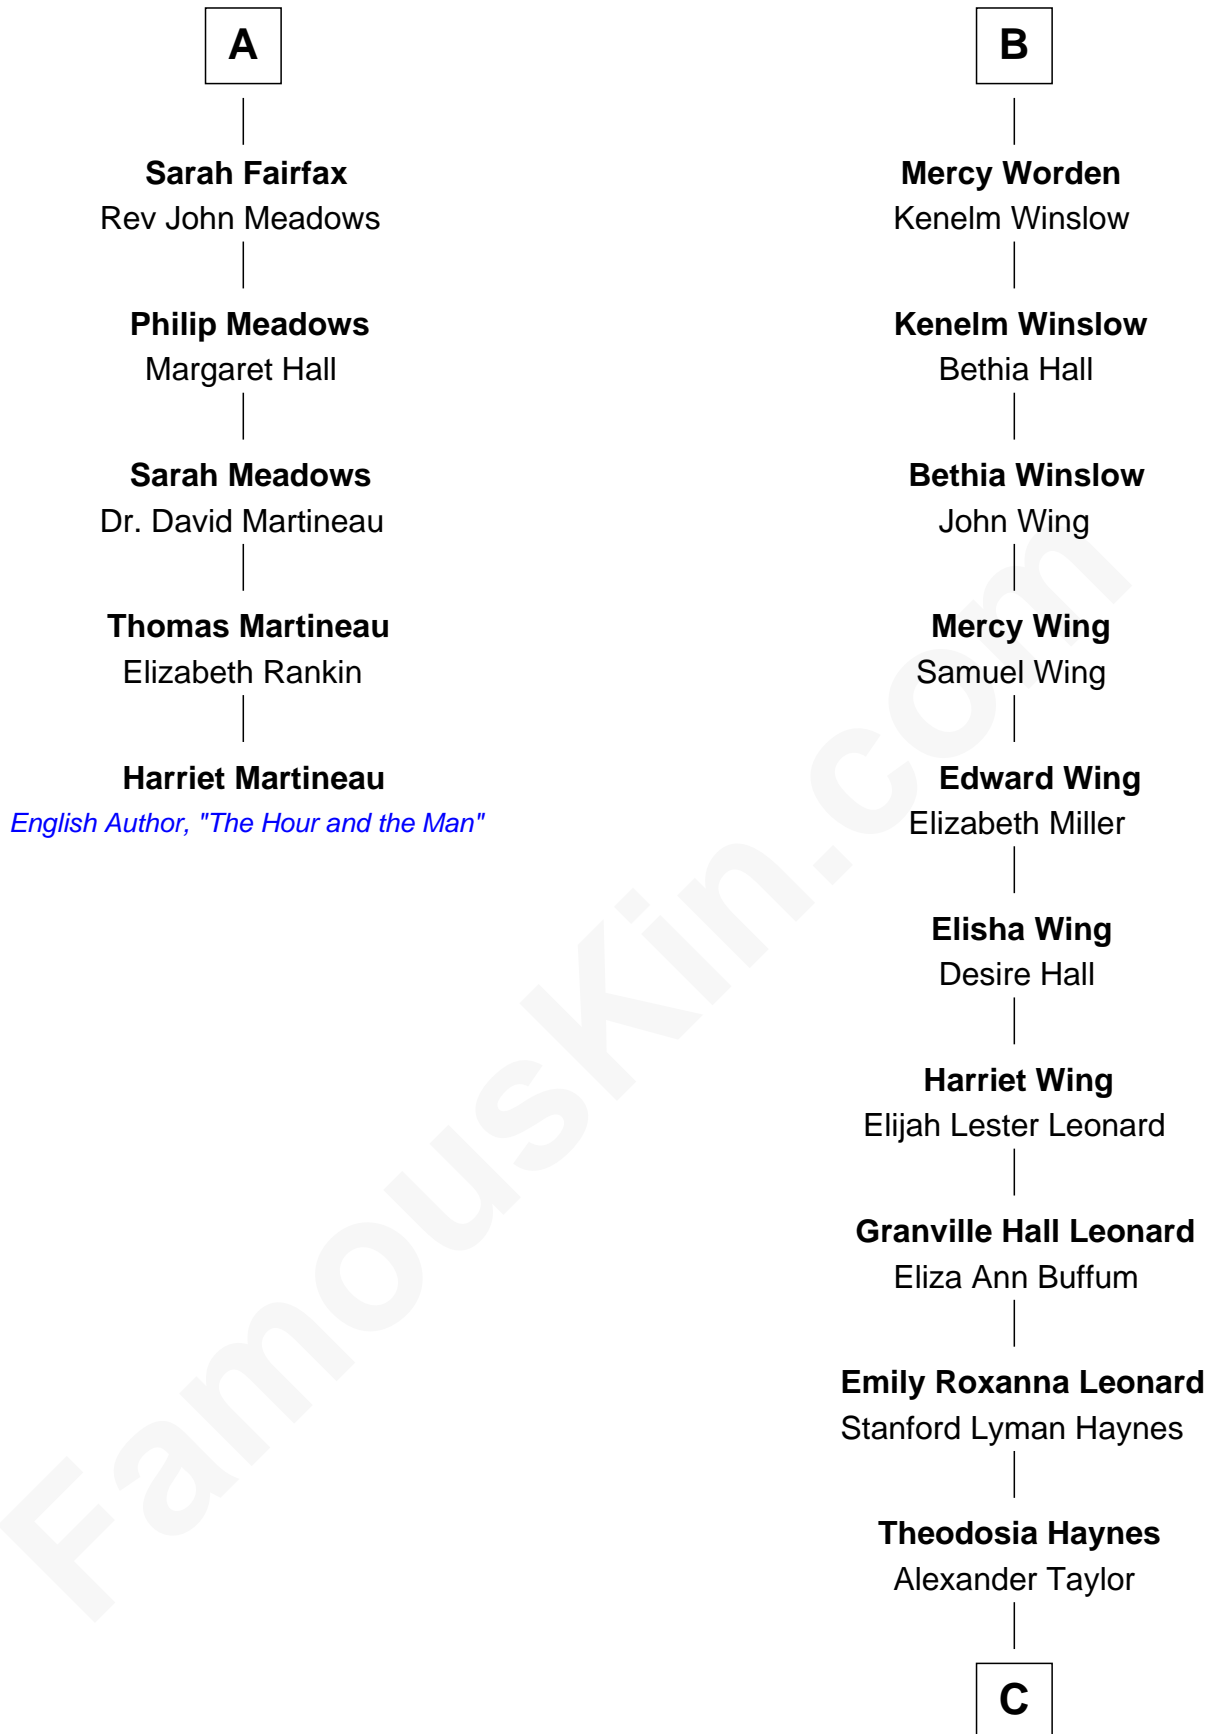 A
Sarah Fairfax
Rev John Meadows
Philip Meadows
Margaret Hall
Sarah Meadows
Dr. David Martineau
Thomas Martineau
Elizabeth Rankin
Harriet Martineau
English Author, "The Hour and the Man"
B
Mercy Worden
Kenelm Winslow
Kenelm Winslow
Bethia Hall
Bethia Winslow
John Wing
Mercy Wing
Samuel Wing
Edward Wing
Elizabeth Miller
Elisha Wing
Desire Hall
Harriet Wing
Elijah Lester Leonard
Granville Hall Leonard
Eliza Ann Buffum
Emily Roxanna Leonard
Stanford Lyman Haynes
Theodosia Haynes
Alexander Taylor
C
FamousKin.com